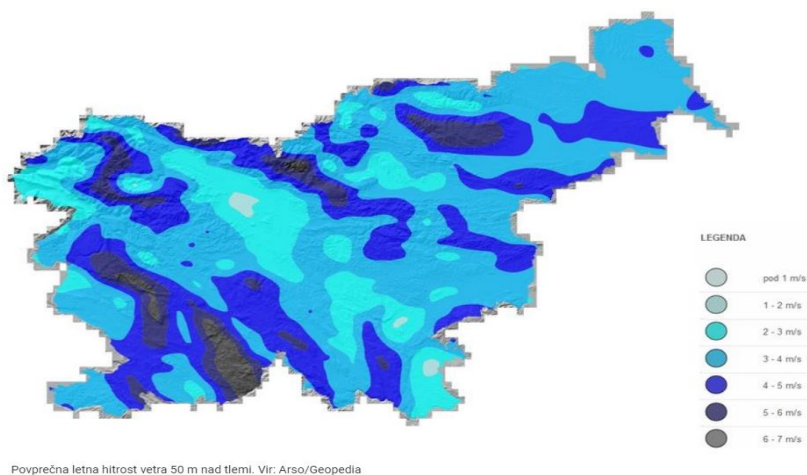 LEGENDA
pod 1 m/s
1 - 2 m/s
2 - 3 m/s
3 - 4 m/s
4 - 5 m/s
5 - 6 m/s
6 - 7 m/s
Povprečna letna hitrost vetra 50 m nad tlemi. Vir: Arso/Geopedia